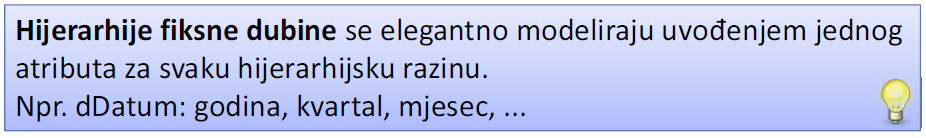 Hijerarhije fiksne dubine se elegantno modeliraju uvođenjem jednog
atributa za svaku hijerarhijsku razinu.
Npr. dDatum: godina, kvartal, mjesec, ...